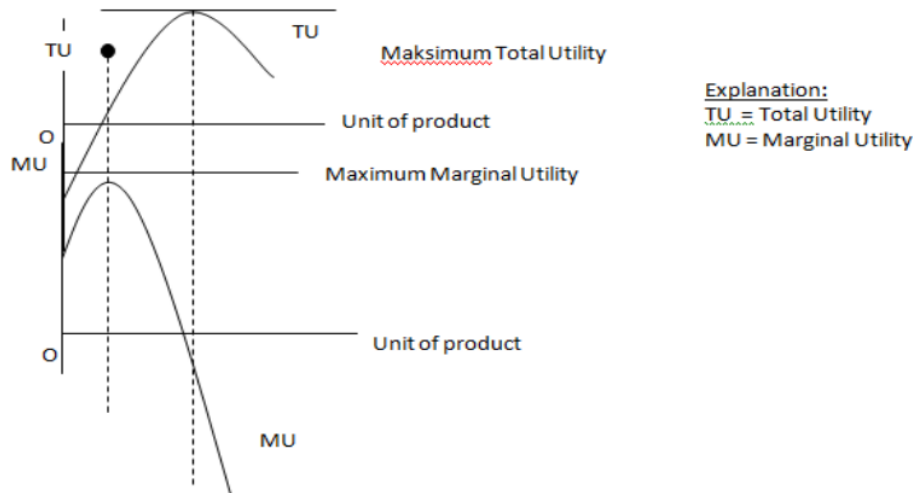 TU
TU
Maksimum Total Utility
Explanation:
TU = Total Utility
MU = Marginal Utility
Unit of product
O
MU
Maximum Marginal Utility
O
Unit of product
MU